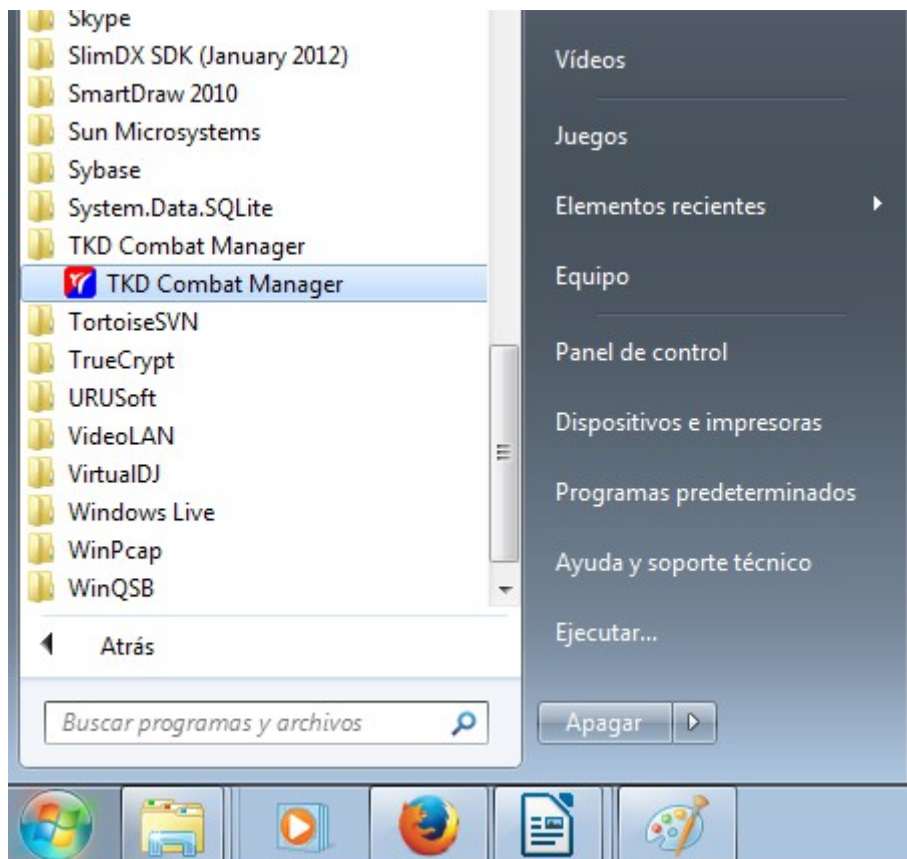 Skype
SlimDX SDK (January 2012)
SmartDraw 2010
Sun Microsystems
Sybase
System.Data.SQLite
TKD Combat Manager
TKD Combat Manager
TortoiseSVN
TrueCrypt
URUSoft
VideoLAN
VirtualDJ
Windows Live
WinPcap
WinQSB
Atrás
Buscar programas y archivos
Vídeos
Juegos
Elementos recientes
Equipo
Panel de control
Dispositivos e impresoras
Programas predeterminados
Ayuda y soporte técnico
Ejecutar...
Apagar